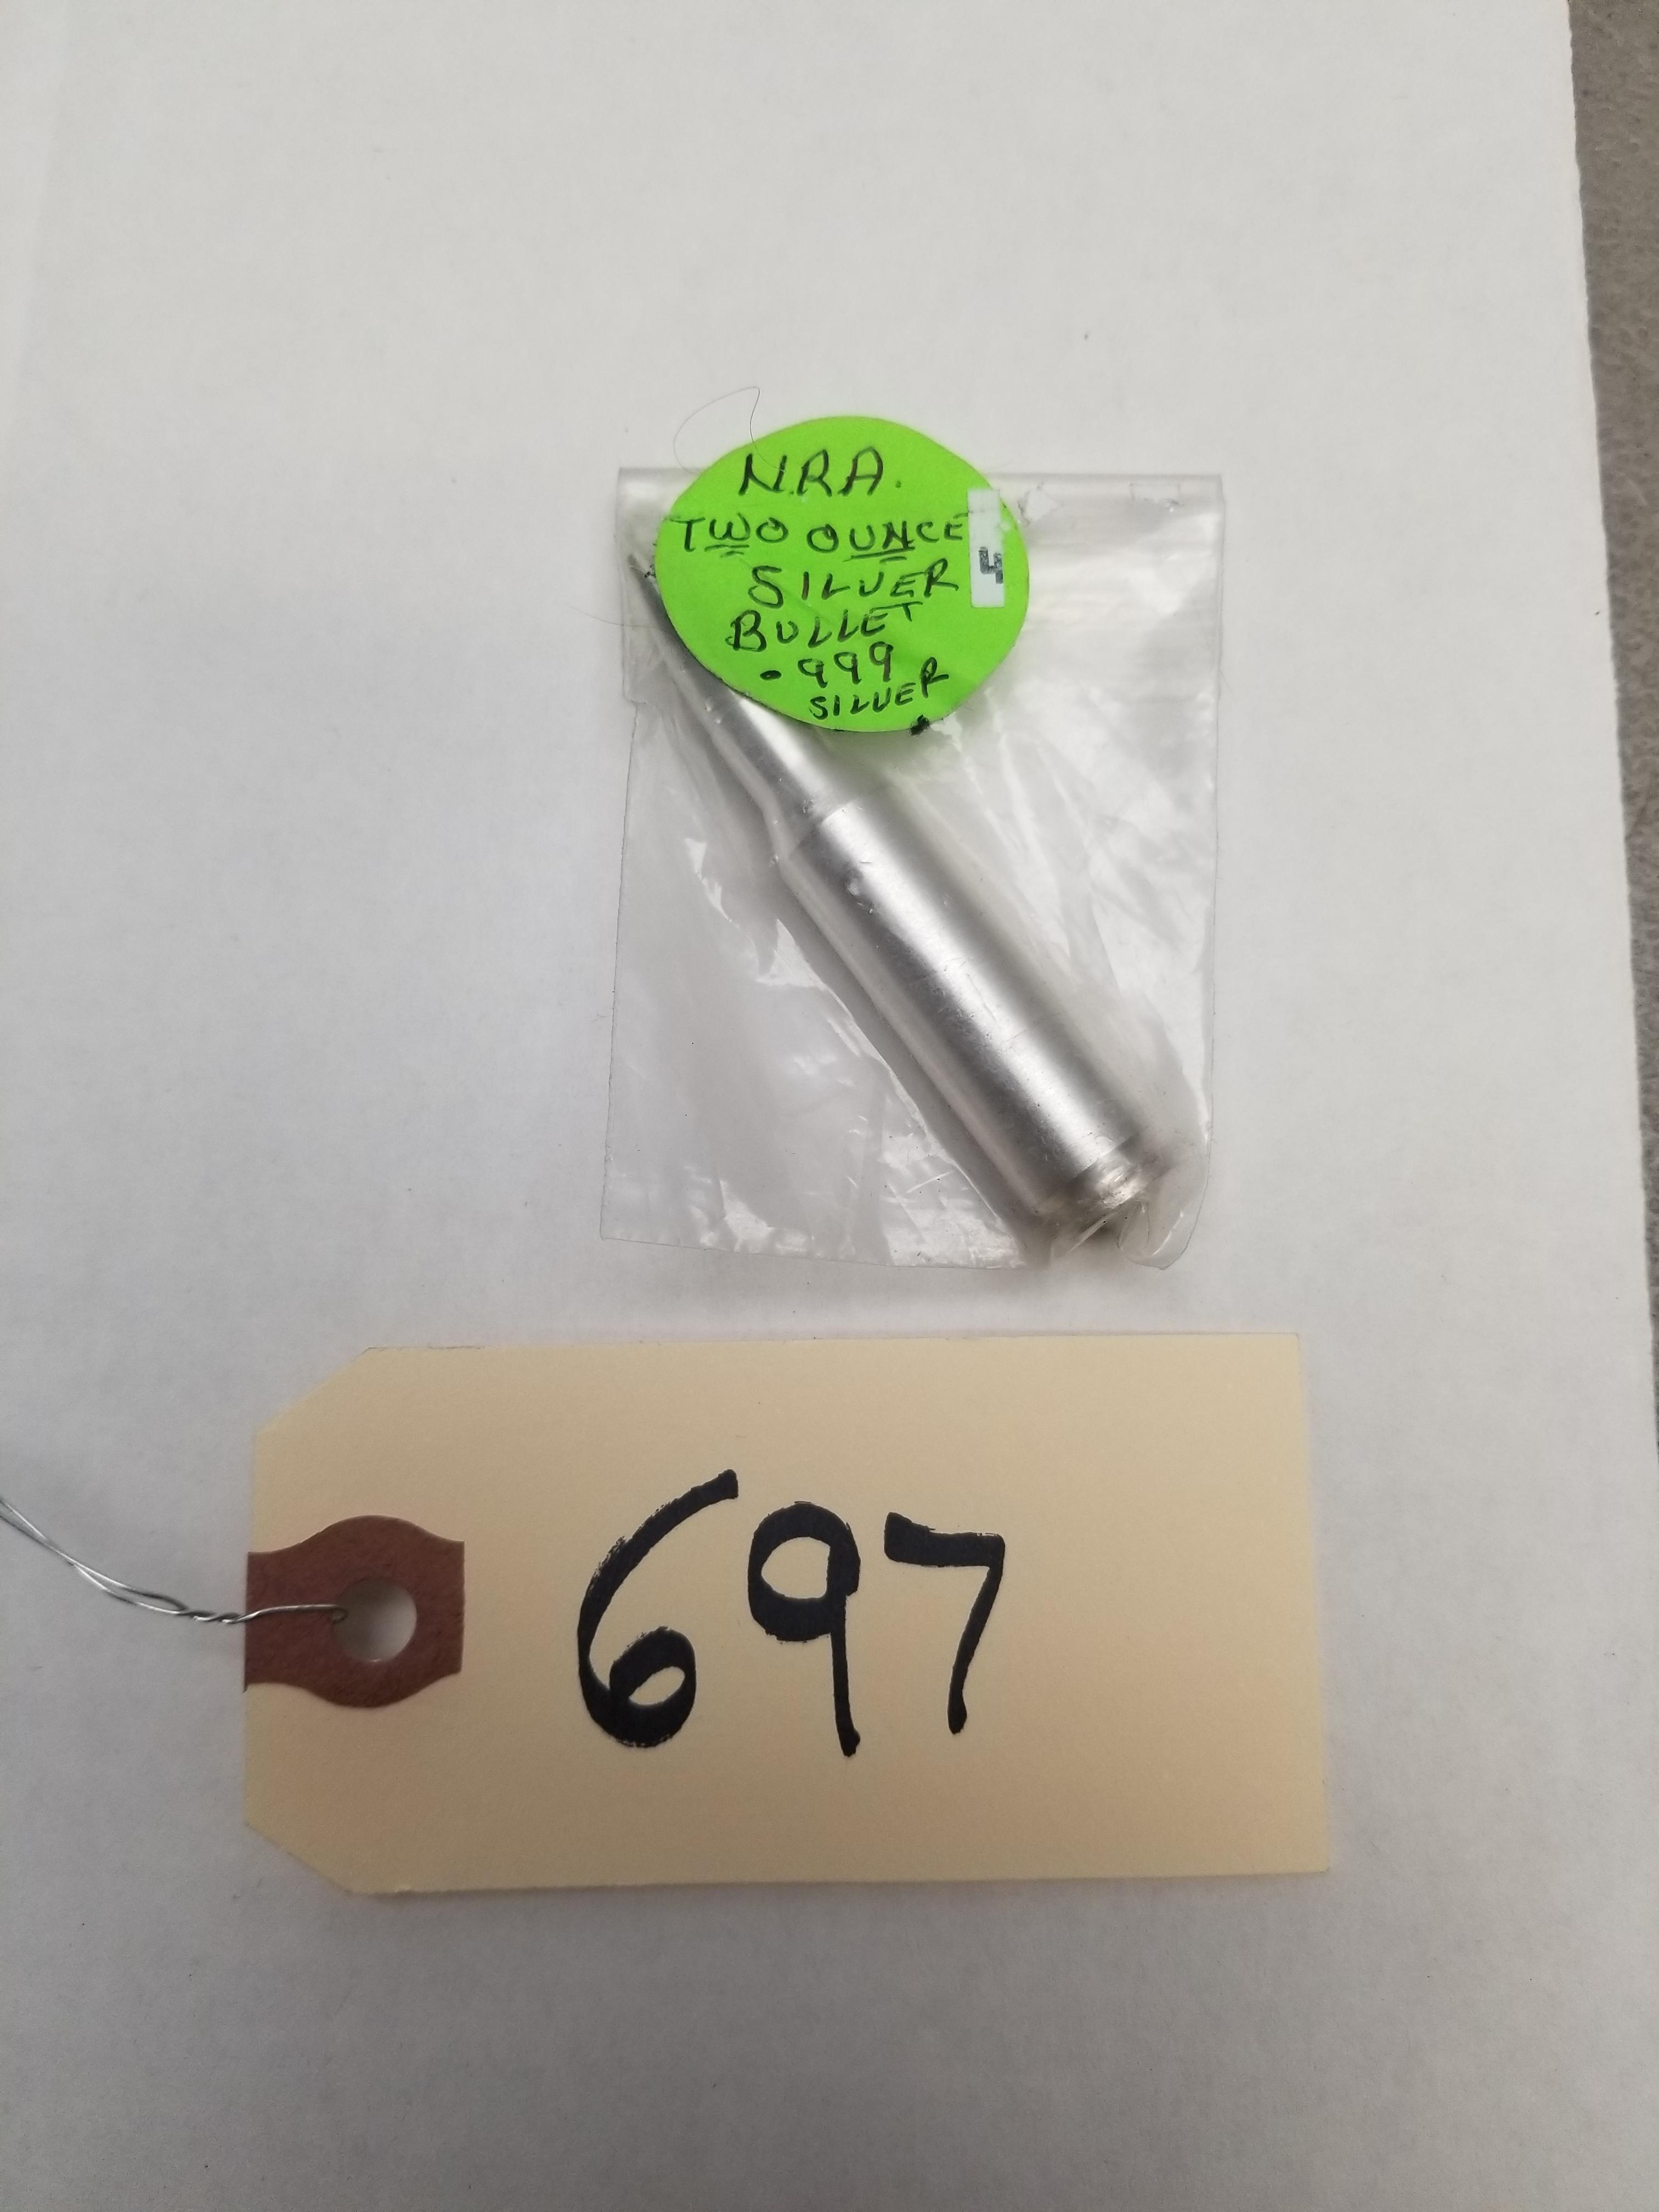 N.R.A.
TWO OUNCE
SILVER
BULLET
.999
SILVER
4
697